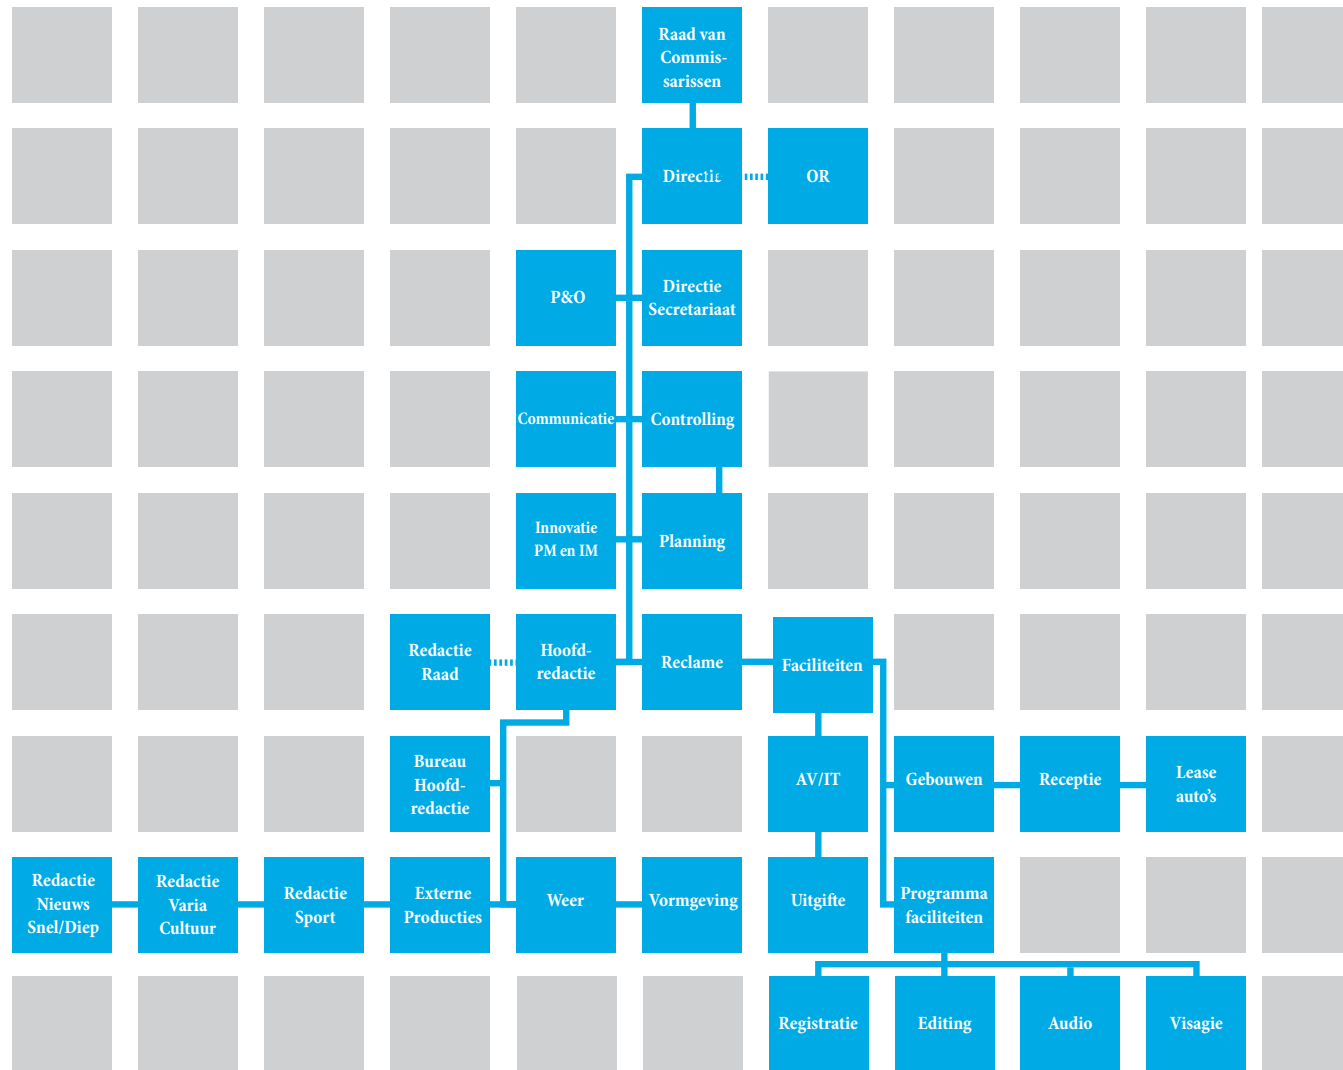 Raad van
Commis-
sarissen
Directie
OR
P&O
Directie
Secretariaat
Communicatie
Controlling
Innovatie
PM en IM
Planning
Redactie
Raad
Hoofd-
redactie
Reclame
Faciliteiten
Bureau
Hoofd-
redactie
AV/IT
Gebouwen
Receptie
Lease
auto's
Redactie
Nieuws
Snel/Diep
Redactie
Varia
Cultuur
Redactie
Sport
Externe
Producties
Weer
Vormgeving
Uitgifte
Programma
faciliteiten
Registratie
Editing
Audio
Visagie